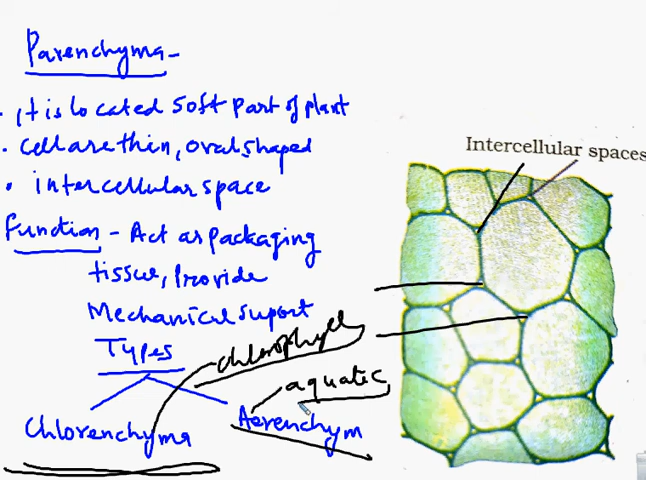 Parenchyma -
. It is located soft part of plant
. Cell are thin, oval shaped
. intercellular space
Function - Act as packaging
tissue, Provide
Mechanical Suport
Types
chlorophyll
aquatic
Chlorenchyma
Aerenchym
Intercellular spaces